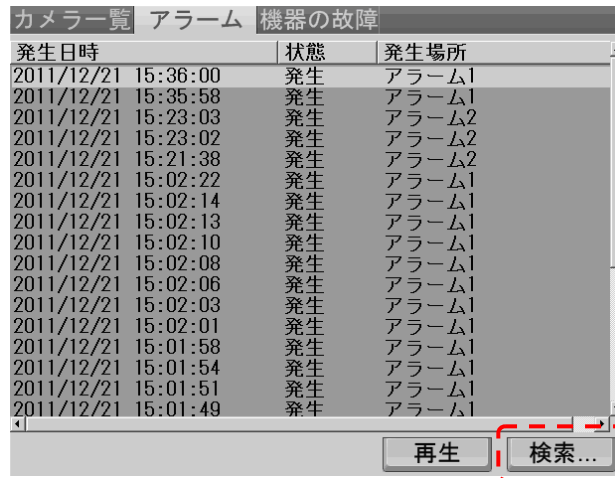 カメラ一覧 アラーム 機器の故障
発生日時 状態 発生場所
2011/12/21 15:36:00 発生 アラーム1
2011/12/21 15:35:58 発生 アラーム1
2011/12/21 15:23:03 発生 アラーム2
2011/12/21 15:23:02 発生 アラーム2
2011/12/21 15:21:38 発生 アラーム2
2011/12/21 15:02:22 発生 アラーム1
2011/12/21 15:02:14 発生 アラーム1
2011/12/21 15:02:13 発生 アラーム1
2011/12/21 15:02:10 発生 アラーム1
2011/12/21 15:02:08 発生 アラーム1
2011/12/21 15:02:06 発生 アラーム1
2011/12/21 15:02:03 発生 アラーム1
2011/12/21 15:02:01 発生 アラーム1
2011/12/21 15:01:58 発生 アラーム1
2011/12/21 15:01:54 発生 アラーム1
2011/12/21 15:01:51 発生 アラーム1
2011/12/21 15:01:49 発生 アラーム1
再生 検索...